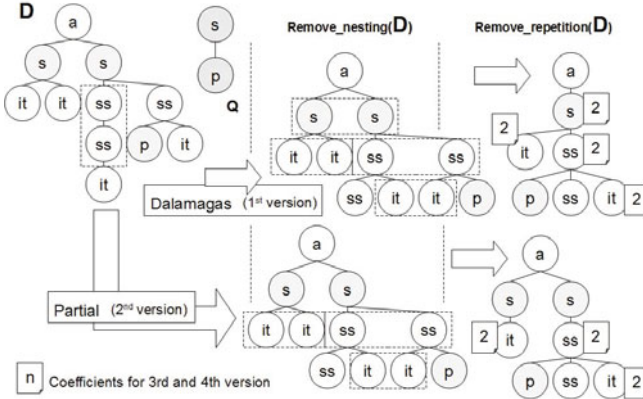 D
Remove_nesting(D)
Remove_repetition(D)
a
s
s
it
it
ss
ss
ss
p
it
it
s
p
Q
a
s
s
it
it
ss
ss
ss
it
it
p
a
s
2
2
it
ss
2
p
ss
it
2
Dalamagas (1st version)
Partial (2nd version)
a
s
s
it
it
ss
ss
ss
it
it
p
a
s
s
2
it
ss
2
p
ss
it
2
n
Coefficients for 3rd and 4th version